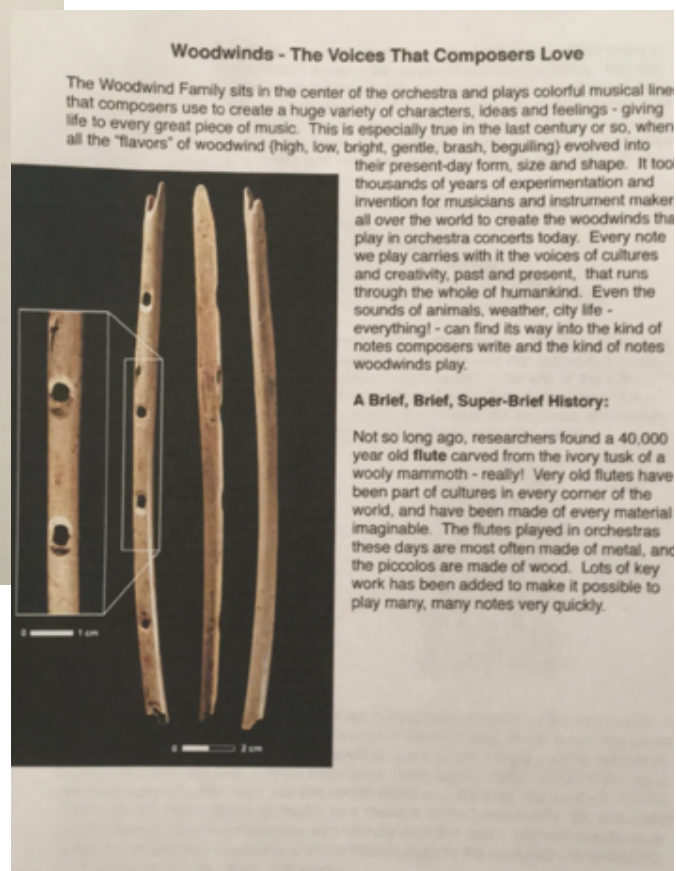 Woodwinds - The Voices That Composers Love
The Woodwind Family sits in the center of the orchestra and plays colorful musical line
that composers use to create a huge variety of characters, ideas and feelings - giving
life to every great piece of music. This is especially true in the last century or so, when
all the "flavors" of woodwind {high, low, bright, gentle, brash, beguiling} evolved into
their present-day form, size and shape. It took
thousands of years of experimentation and
invention for musicians and instrument maker
all over the world to create the woodwinds tha
play in orchestra concerts today. Every note
we play carries with it the voices of cultures
and creativity, past and present, that runs
through the whole of humankind. Even the
sounds of animals, weather, city life -
everything! - can find its way into the kind of
notes composers write and the kind of notes
woodwinds play.
A Brief, Brief, Super-Brief History:
Not so long ago, researchers found a 40,000
year old flute carved from the ivory tusk of a
wooly mammoth - really! Very old flutes have
been part of cultures in every corner of the
world, and have been made of every material
imaginable. The flutes played in orchestras
these days are most often made of metal, and
the piccolos are made of wood. Lots of key
work has been added to make it possible to
play many, many notes very quickly.
0 1 cm
0 2 cm